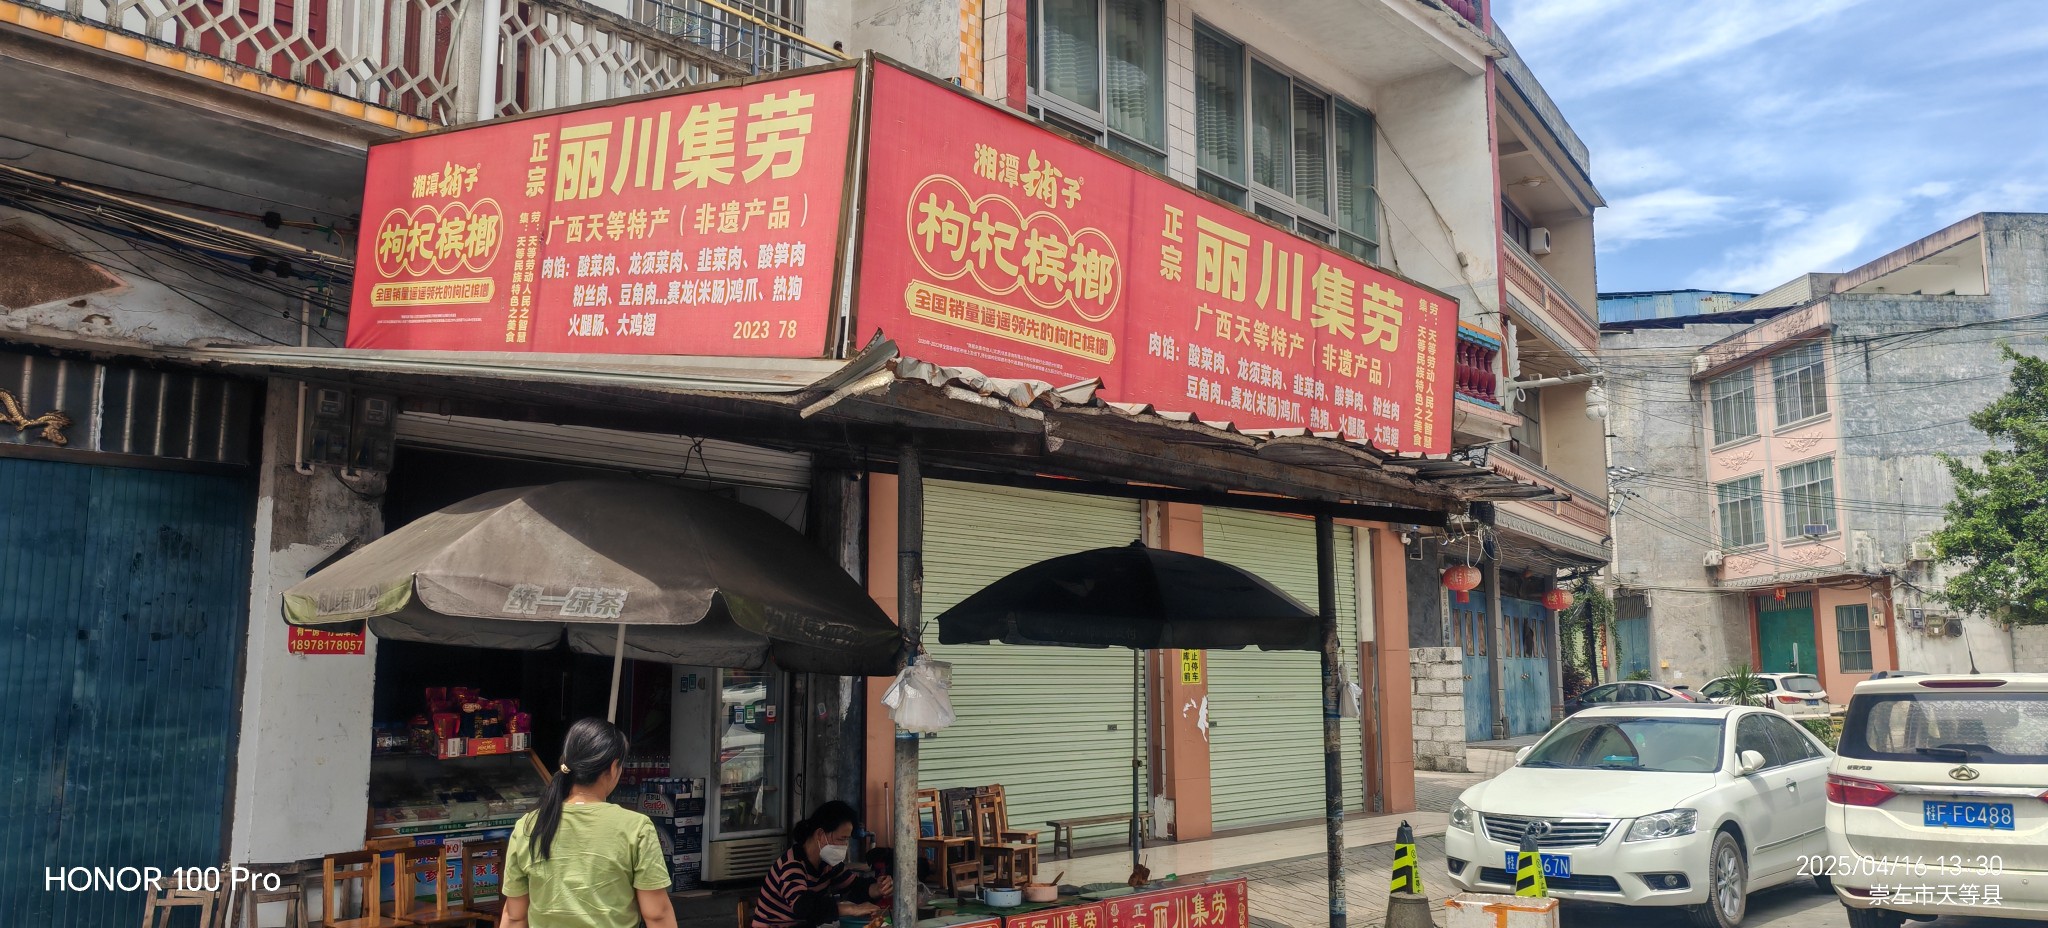 湘潭铺子
枸杞槟榔
全国销量遥遥领先的枸杞槟榔
正宗
丽川集劳
劳：天等劳动人民之智慧
集：天等民族特色之美食
广西天等特产（非遗产品）
肉馅：酸菜肉、龙须菜肉、韭菜肉、酸笋肉
粉丝肉、豆角肉...赛龙(米肠)鸡爪、热狗
火腿肠、大鸡翅
2023 78
湘潭铺子
枸杞槟榔
全国销量遥遥领先的枸杞槟榔
正宗
丽川集劳
广西天等特产（非遗产品）
肉馅：酸菜肉、龙须菜肉、韭菜肉、酸笋肉、粉丝肉
豆角肉...赛龙(米肠)鸡爪、热狗、火腿肠、大鸡翅
劳：天等劳动人民之智慧
集：天等民族特色之美食
统一绿茶
18978178057
库门前
止停车
正宗
丽川集劳
丽川集劳
桂F FC488
67N
HONOR 100 Pro
2025/04/16 13:30
崇左市天等县